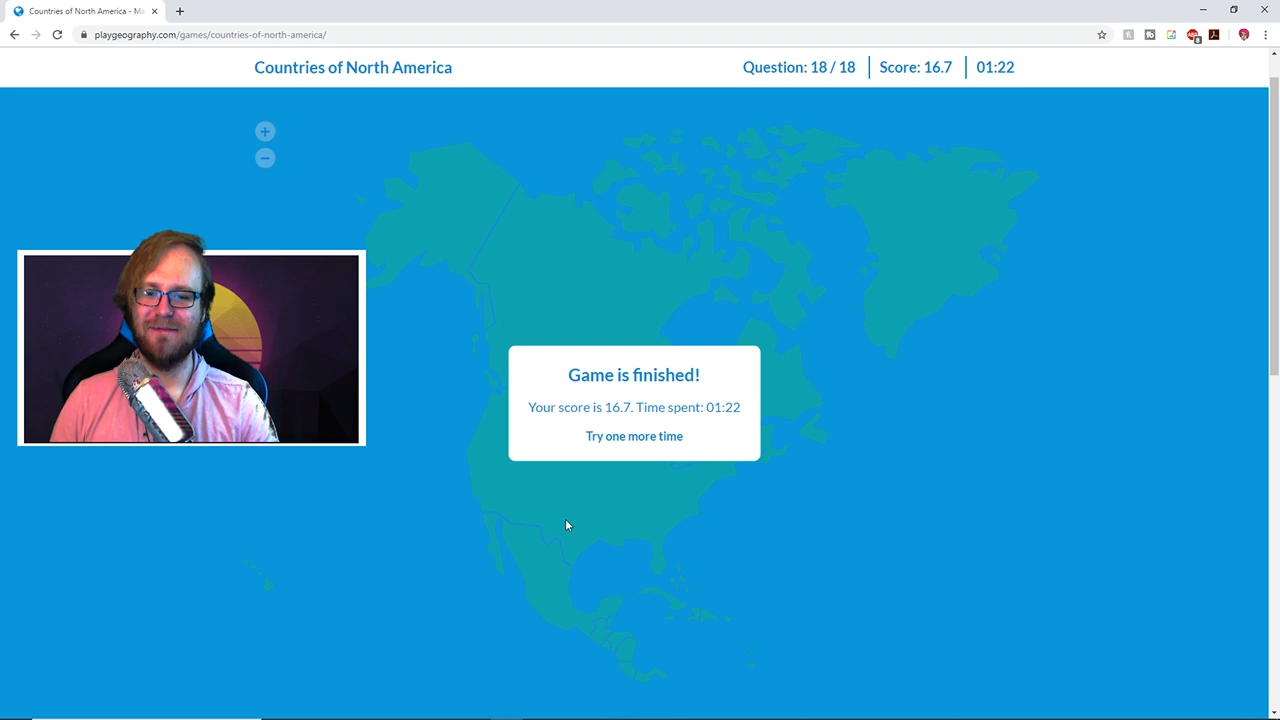 Countries of North America - Ma
playgeography.com/games/countries-of-north-america/
Countries of North America
Question: 18 / 18
Score: 16.7
01:22
Game is finished!
Your score is 16.7. Time spent: 01:22
Try one more time